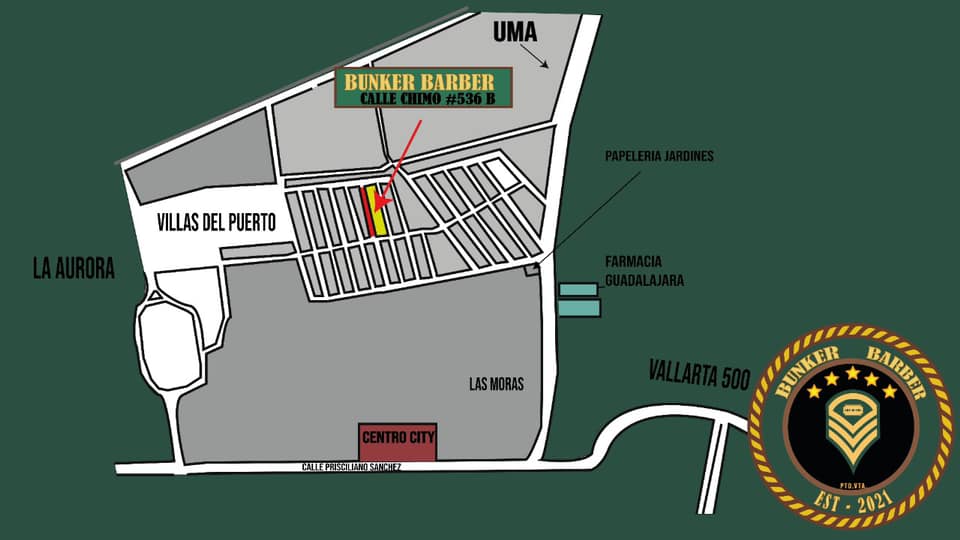 UMA
BUNKER BARBER
CALLE CHIMO #536 B
PAPELERIA JARDINES
VILLAS DEL PUERTO
LA AURORA
FARMACIA
GUADALAJARA
VALLARTA 500
LAS MORAS
CENTRO CITY
CALLE PRISCILIANO SANCHEZ
BUNKER BARBER
PTO.VTA
EST - 2021